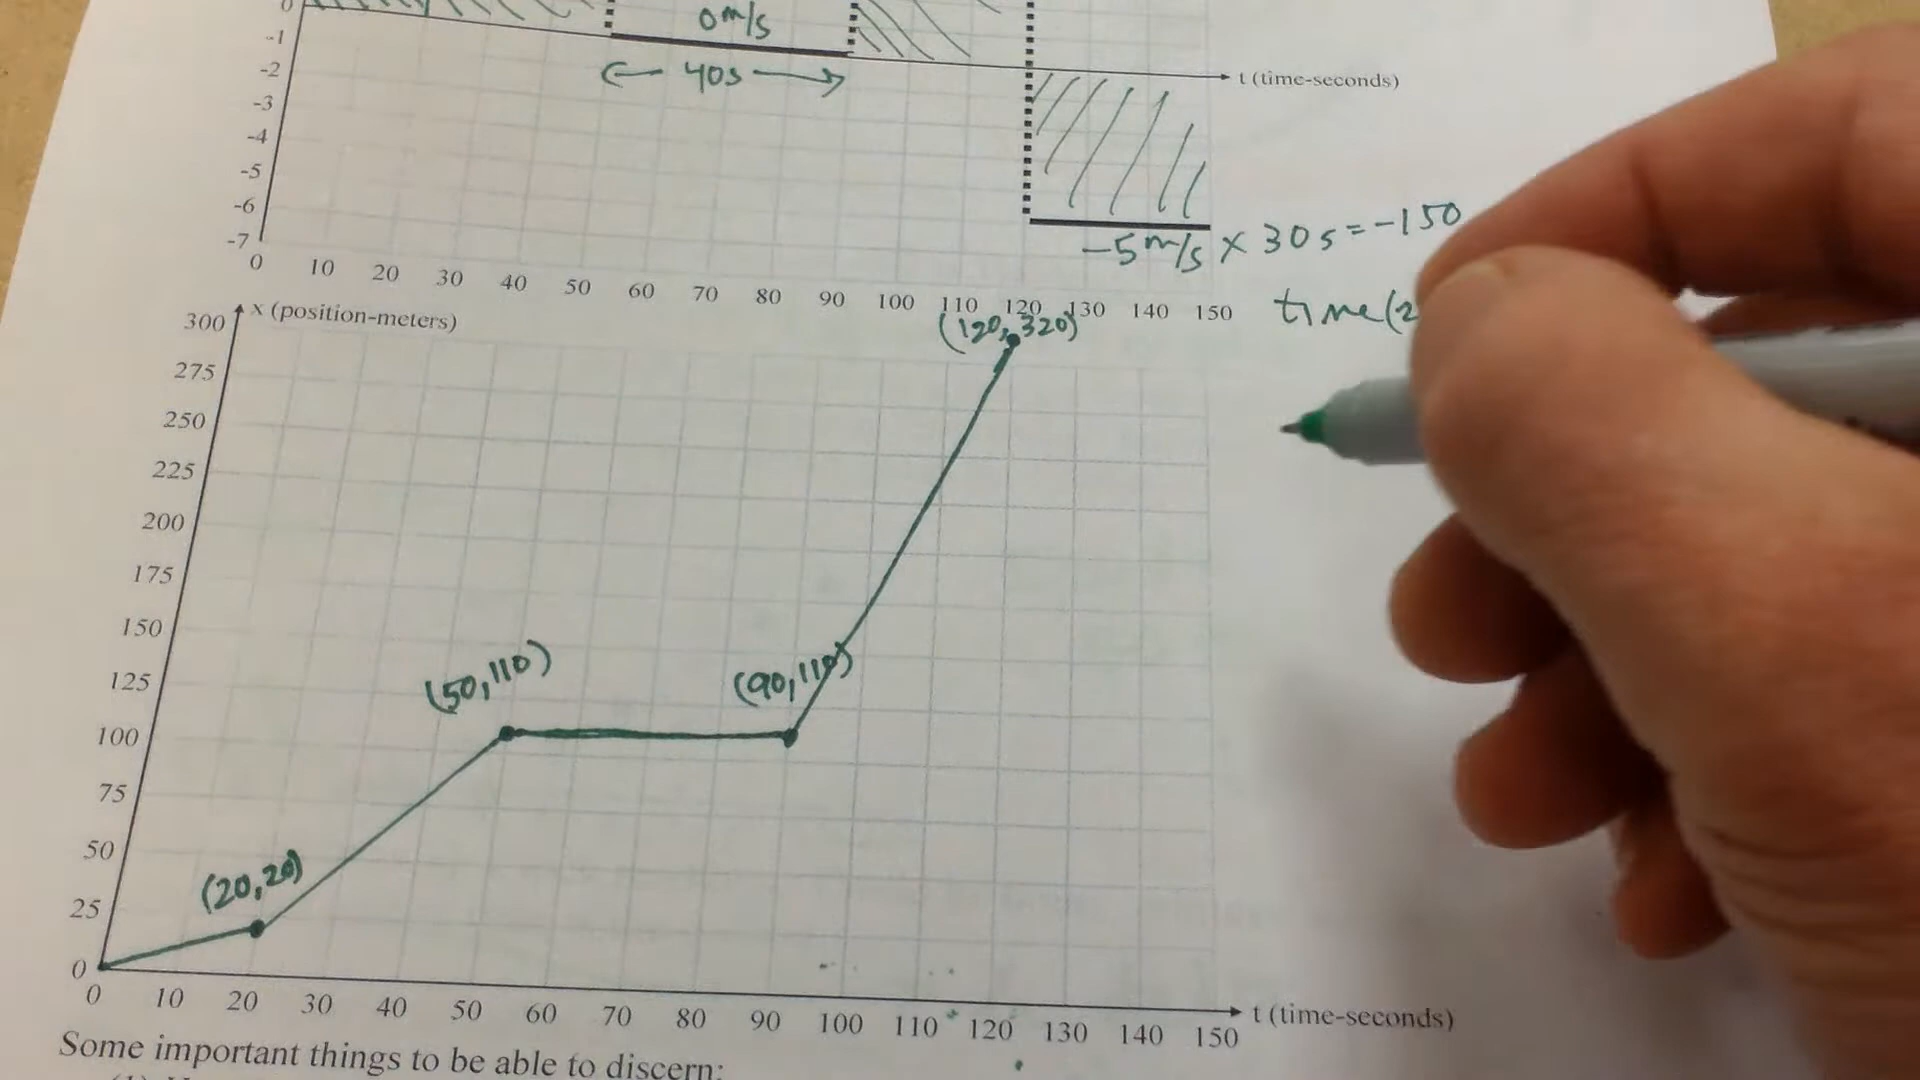 0
-1
0 m/s
-2
← 40s →
t (time-seconds)
-3
-4
-5
-6
-7
-5 m/s × 30s = -150
0 10 20 30 40 50 60 70 80 90 100 110 120 130 140 150
time(2
x (position-meters)
300
(120, 320)
275
250
225
200
175
150
(50,110)
(90,110)
125
100
75
50
(20,20)
25
0
0 10 20 30 40 50 60 70 80 90 100 110 120 130 140 150
t (time-seconds)
Some important things to be able to discern: